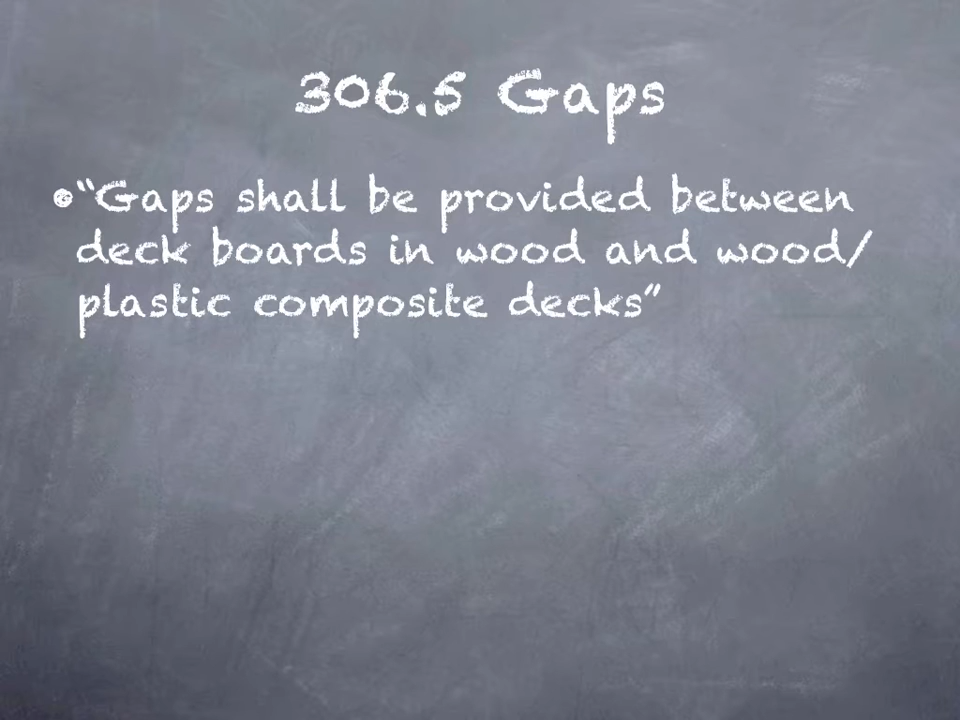 306.5 Gaps
•“Gaps shall be provided between
deck boards in wood and wood/
plastic composite decks”